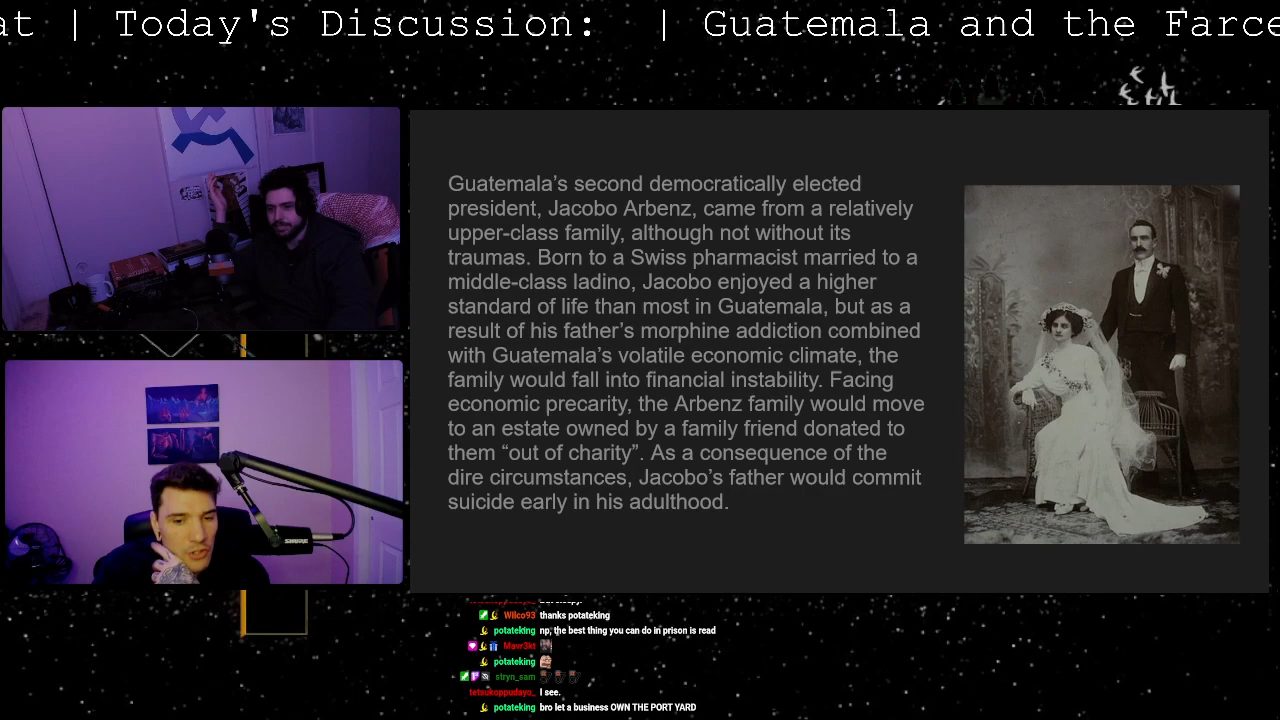 at | Today's Discussion:  | Guatemala and the Farce
Guatemala’s second democratically elected
president, Jacobo Arbenz, came from a relatively
upper-class family, although not without its
traumas. Born to a Swiss pharmacist married to a
middle-class ladino, Jacobo enjoyed a higher
standard of life than most in Guatemala, but as a
result of his father’s morphine addiction combined
with Guatemala’s volatile economic climate, the
family would fall into financial instability. Facing
economic precarity, the Arbenz family would move
to an estate owned by a family friend donated to
them “out of charity”. As a consequence of the
dire circumstances, Jacobo’s father would commit
suicide early in his adulthood.
SHURE
Wilco93 thanks potateking
potateking np, the best thing you can do in prison is read
Mavr3kt
potateking
stryn_sam
tetsukoppudayo_ I see.
potateking bro let a business OWN THE PORT YARD